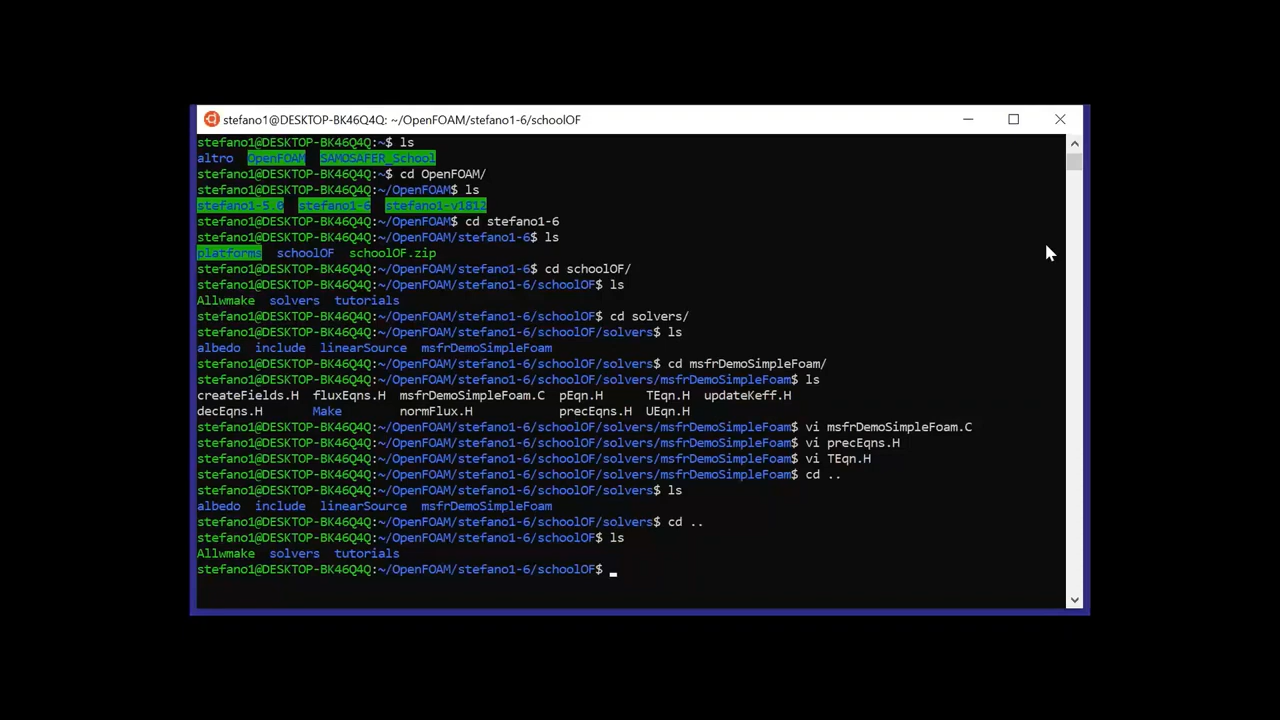 stefano1@DESKTOP-BK46Q4Q: ~/OpenFOAM/stefano1-6/schoolOF
stefano1@DESKTOP-BK46Q4Q:~$ ls
altro  OpenFOAM  SAMOSAFER_School
stefano1@DESKTOP-BK46Q4Q:~$ cd OpenFOAM/
stefano1@DESKTOP-BK46Q4Q:~/OpenFOAM$ ls
stefano1-5.0  stefano1-6  stefano1-v1812
stefano1@DESKTOP-BK46Q4Q:~/OpenFOAM$ cd stefano1-6
stefano1@DESKTOP-BK46Q4Q:~/OpenFOAM/stefano1-6$ ls
platforms  schoolOF  schoolOF.zip
stefano1@DESKTOP-BK46Q4Q:~/OpenFOAM/stefano1-6$ cd schoolOF/
stefano1@DESKTOP-BK46Q4Q:~/OpenFOAM/stefano1-6/schoolOF$ ls
Allwmake  solvers  tutorials
stefano1@DESKTOP-BK46Q4Q:~/OpenFOAM/stefano1-6/schoolOF$ cd solvers/
stefano1@DESKTOP-BK46Q4Q:~/OpenFOAM/stefano1-6/schoolOF/solvers$ ls
albedo  include  linearSource  msfrDemoSimpleFoam
stefano1@DESKTOP-BK46Q4Q:~/OpenFOAM/stefano1-6/schoolOF/solvers$ cd msfrDemoSimpleFoam/
stefano1@DESKTOP-BK46Q4Q:~/OpenFOAM/stefano1-6/schoolOF/solvers/msfrDemoSimpleFoam$ ls
createFields.H  fluxEqns.H  msfrDemoSimpleFoam.C  pEqn.H  TEqn.H  updateKeff.H
decEqns.H  Make  normFlux.H  precEqns.H  UEqn.H
stefano1@DESKTOP-BK46Q4Q:~/OpenFOAM/stefano1-6/schoolOF/solvers/msfrDemoSimpleFoam$ vi msfrDemoSimpleFoam.C
stefano1@DESKTOP-BK46Q4Q:~/OpenFOAM/stefano1-6/schoolOF/solvers/msfrDemoSimpleFoam$ vi precEqns.H
stefano1@DESKTOP-BK46Q4Q:~/OpenFOAM/stefano1-6/schoolOF/solvers/msfrDemoSimpleFoam$ vi TEqn.H
stefano1@DESKTOP-BK46Q4Q:~/OpenFOAM/stefano1-6/schoolOF/solvers/msfrDemoSimpleFoam$ cd ..
stefano1@DESKTOP-BK46Q4Q:~/OpenFOAM/stefano1-6/schoolOF/solvers$ ls
albedo  include  linearSource  msfrDemoSimpleFoam
stefano1@DESKTOP-BK46Q4Q:~/OpenFOAM/stefano1-6/schoolOF/solvers$ cd ..
stefano1@DESKTOP-BK46Q4Q:~/OpenFOAM/stefano1-6/schoolOF$ ls
Allwmake  solvers  tutorials
stefano1@DESKTOP-BK46Q4Q:~/OpenFOAM/stefano1-6/schoolOF$